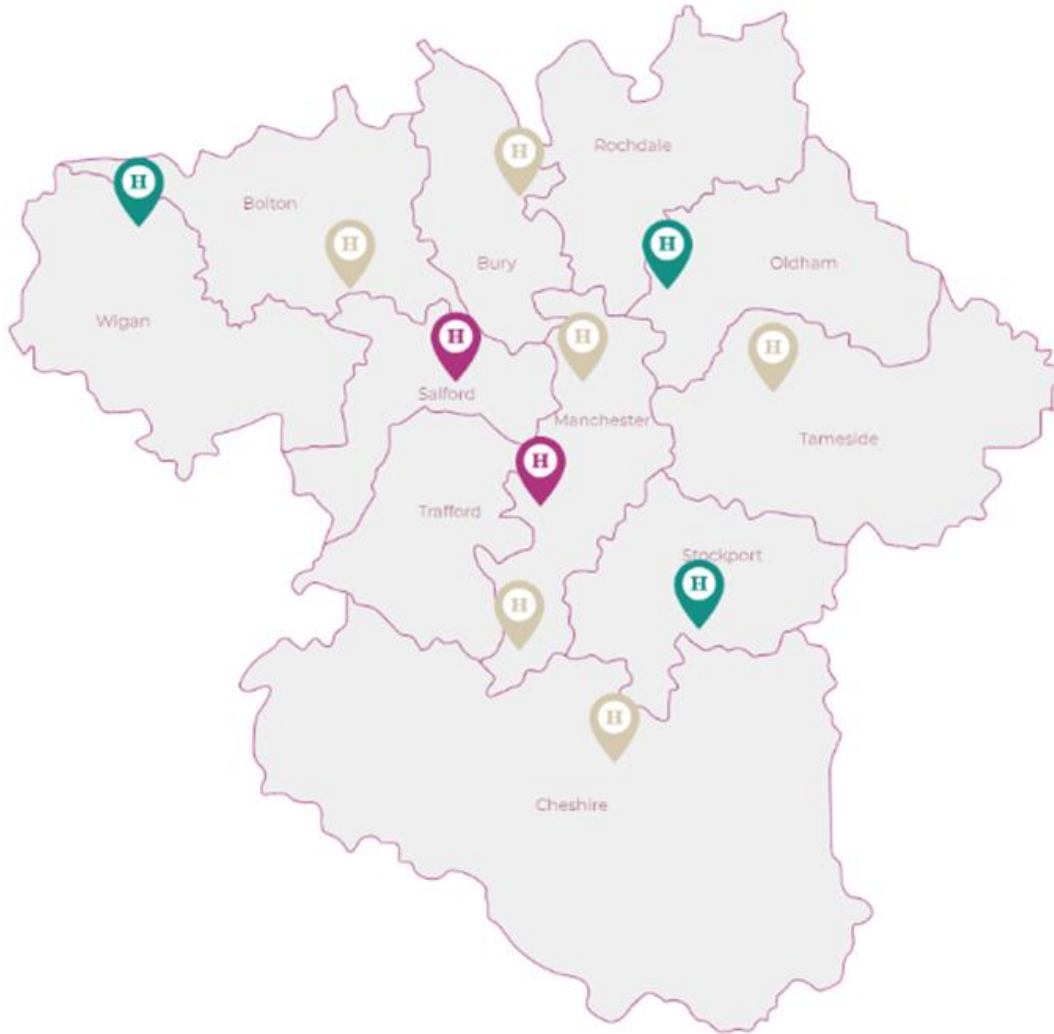 Rochdale
H
H
Bolton
H
H
Bury
Oldham
Wigan
H
H
H
Salford
Manchester
Tameside
H
Trafford
Stockport
H
H
H
Cheshire